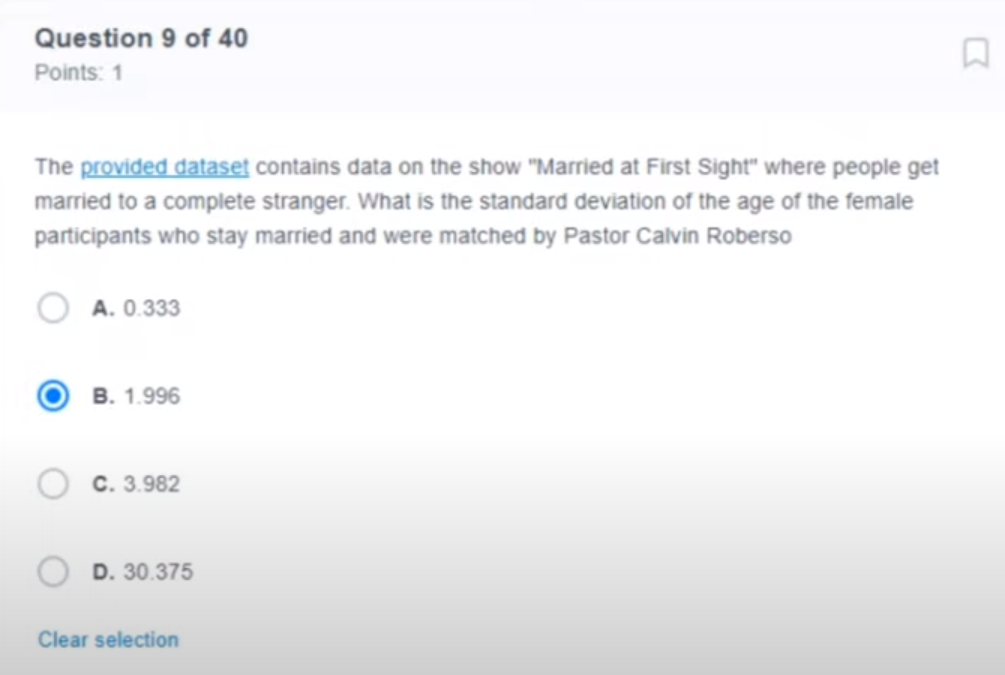 Question 9 of 40
Points: 1
The provided dataset contains data on the show "Married at First Sight" where people get
married to a complete stranger. What is the standard deviation of the age of the female
participants who stay married and were matched by Pastor Calvin Roberso
A. 0.333
B. 1.996
C. 3.982
D. 30.375
Clear selection